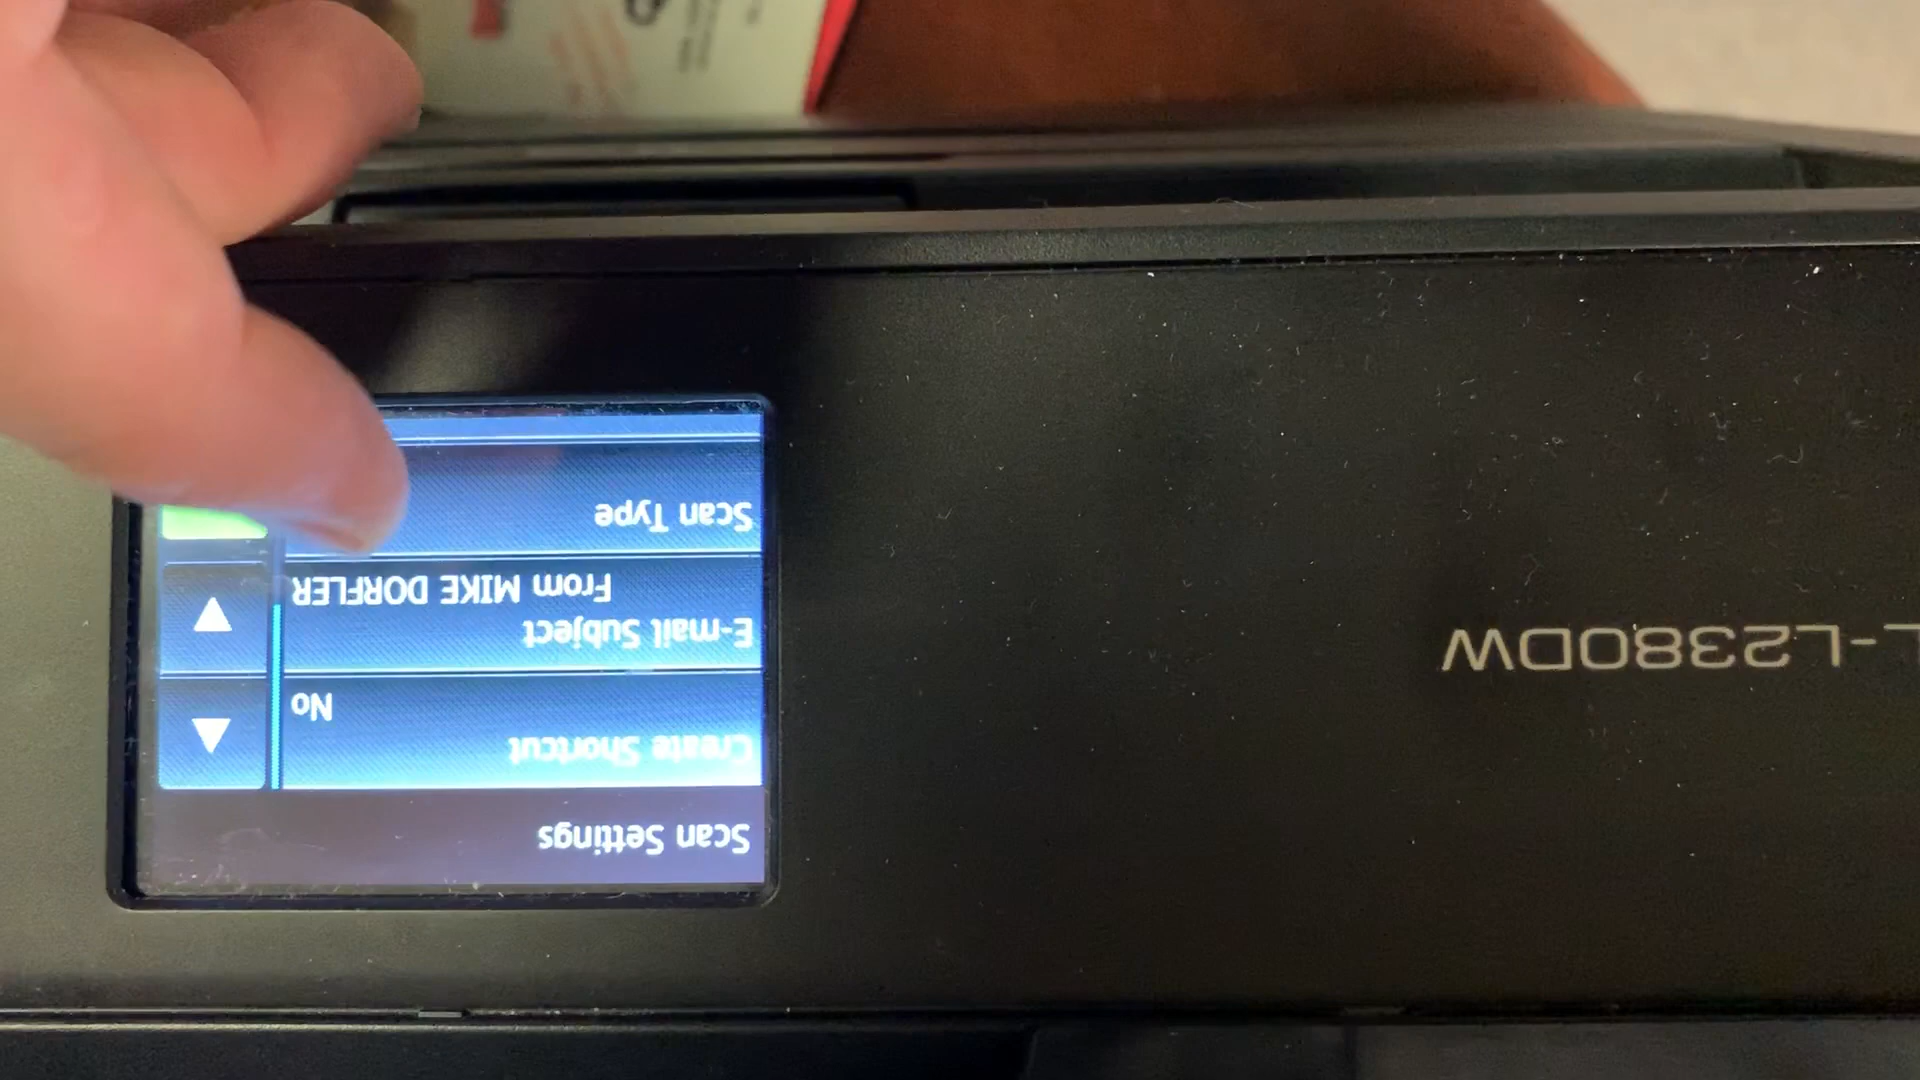 Scan Settings
Create Shortcut
No
E-mail Subject
From MIKE DORFLER
Scan Type
L-L2380DW